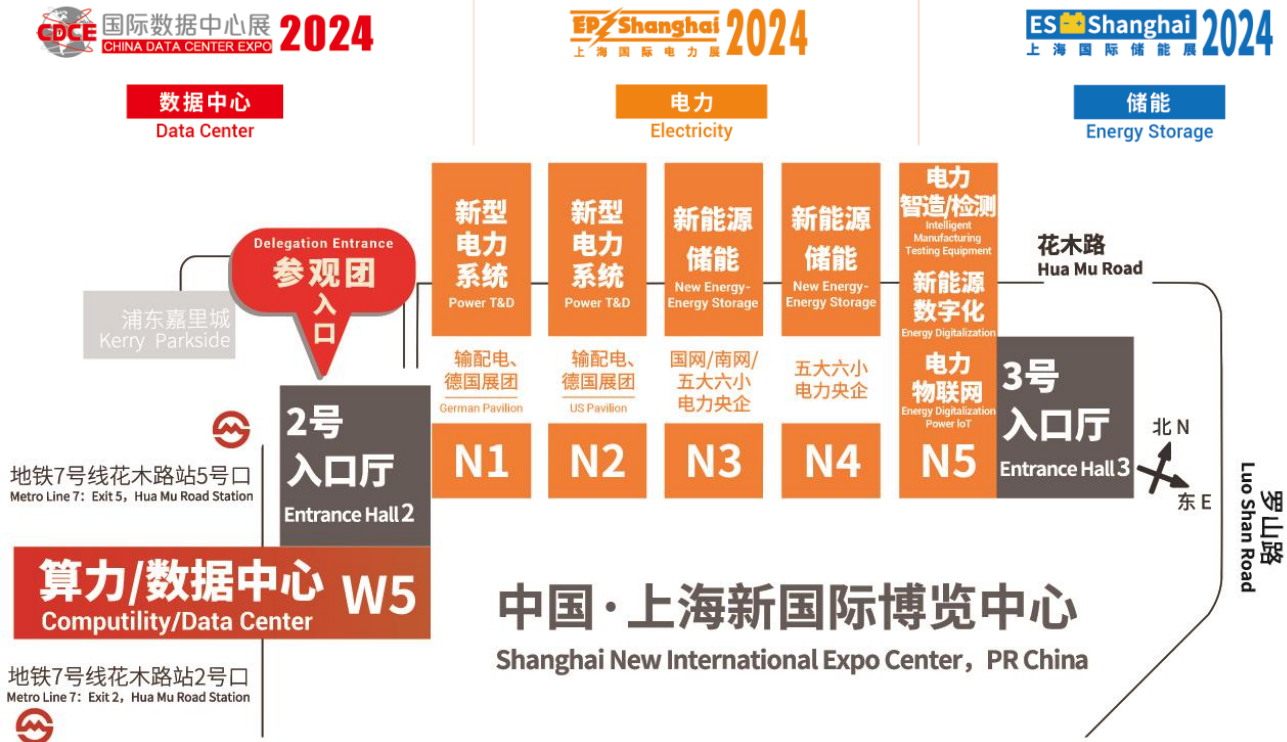 CDCE 国际数据中心展 2024
CHINA DATA CENTER EXPO
EP Shanghai 2024
上海国际电力展
ES Shanghai 2024
上海国际储能展
数据中心
Data Center
电力
Electricity
储能
Energy Storage
Delegation Entrance
参观团
入
口
浦东嘉里城
Kerry Parkside
2号
入口厅
Entrance Hall 2
地铁7号线花木路站5号口
Metro Line 7: Exit 5, Hua Mu Road Station
算力/数据中心 W5
Computility/Data Center
地铁7号线花木路站2号口
Metro Line 7: Exit 2, Hua Mu Road Station
新型
电力
系统
Power T&D
输配电、
德国展团
German Pavilion
N1
新型
电力
系统
Power T&D
输配电、
德国展团
US Pavilion
N2
新能源
储能
New Energy-
Energy Storage
国网/南网/
五大六小
电力央企
N3
新能源
储能
New Energy-
Energy Storage
五大六小
电力央企
N4
电力
智造/检测
Intelligent
Manufacturing
Testing Equipment
新能源
数字化
Energy Digitalization
电力
物联网
Energy Digitalization
Power IoT
N5
3号
入口厅
Entrance Hall 3
花木路
Hua Mu Road
北 N
东 E
罗山路
Luo Shan Road
中国·上海新国际博览中心
Shanghai New International Expo Center, PR China